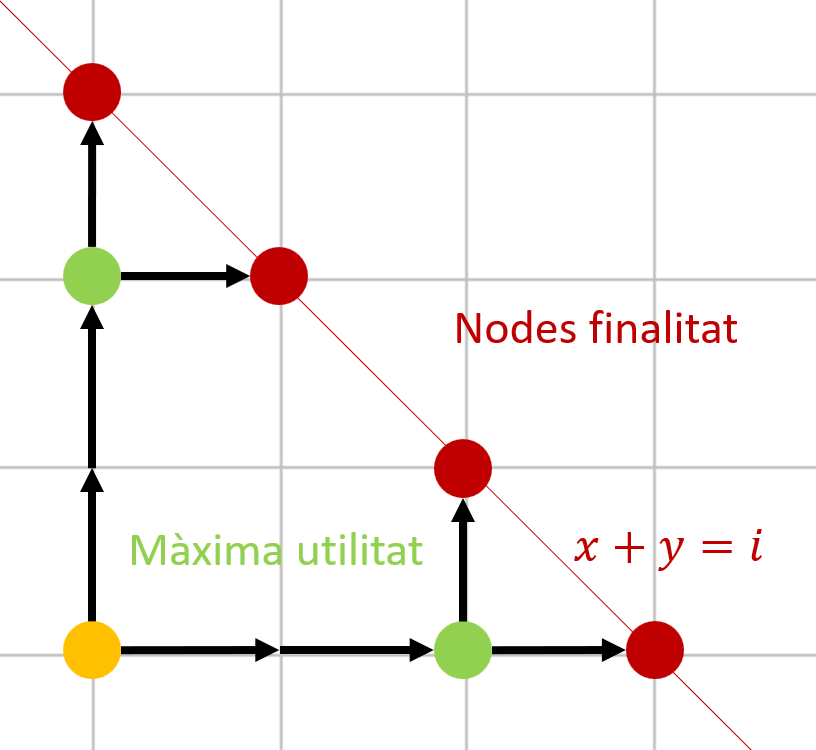 Nodes finalitat
Màxima utilitat
x + y = i